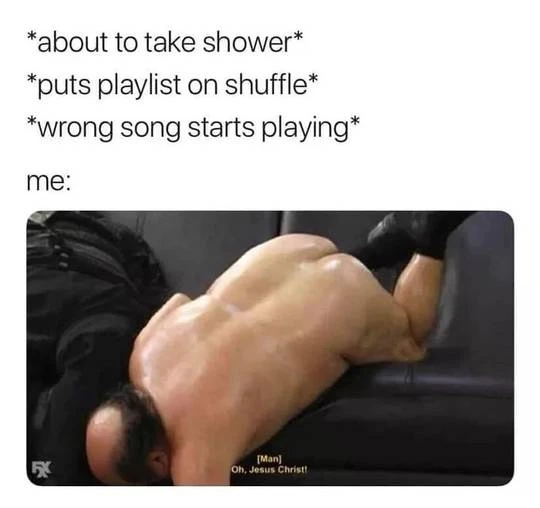 *about to take shower*
*puts playlist on shuffle*
*wrong song starts playing*
me:
[Man]
Oh, Jesus Christ!
FX